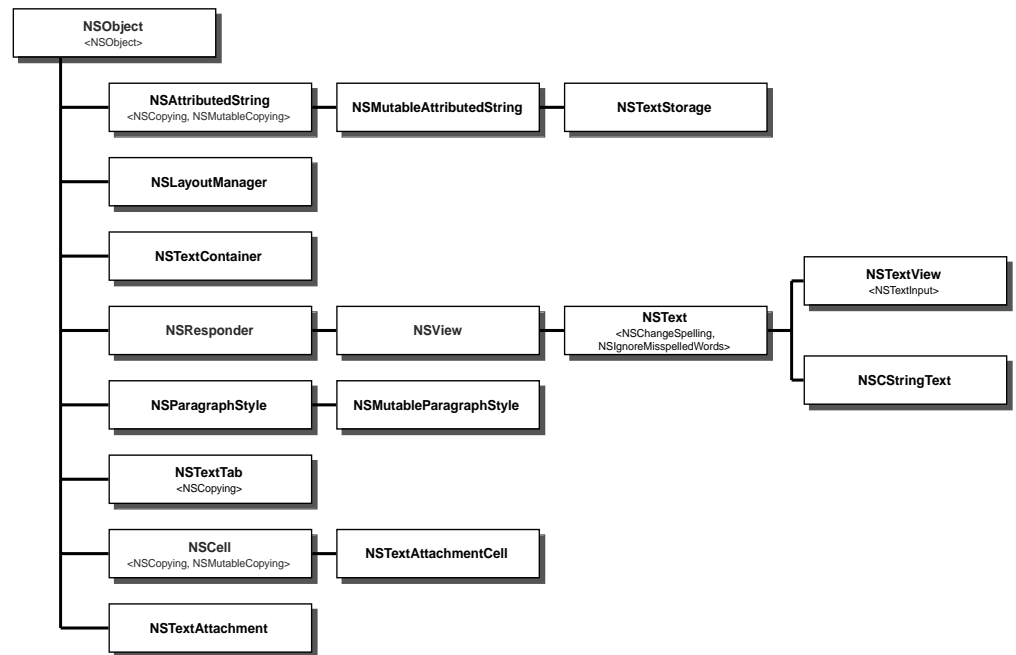 NSObject
<NSObject>
NSAttributedString
<NSCopying, NSMutableCopying>
NSMutableAttributedString
NSTextStorage
NSLayoutManager
NSTextContainer
NSTextView
<NSTextInput>
NSResponder
NSView
NSText
<NSChangeSpelling,
NSIgnoreMisspelledWords>
NSCStringText
NSParagraphStyle
NSMutableParagraphStyle
NSTextTab
<NSCopying>
NSCell
<NSCopying, NSMutableCopying>
NSTextAttachmentCell
NSTextAttachment